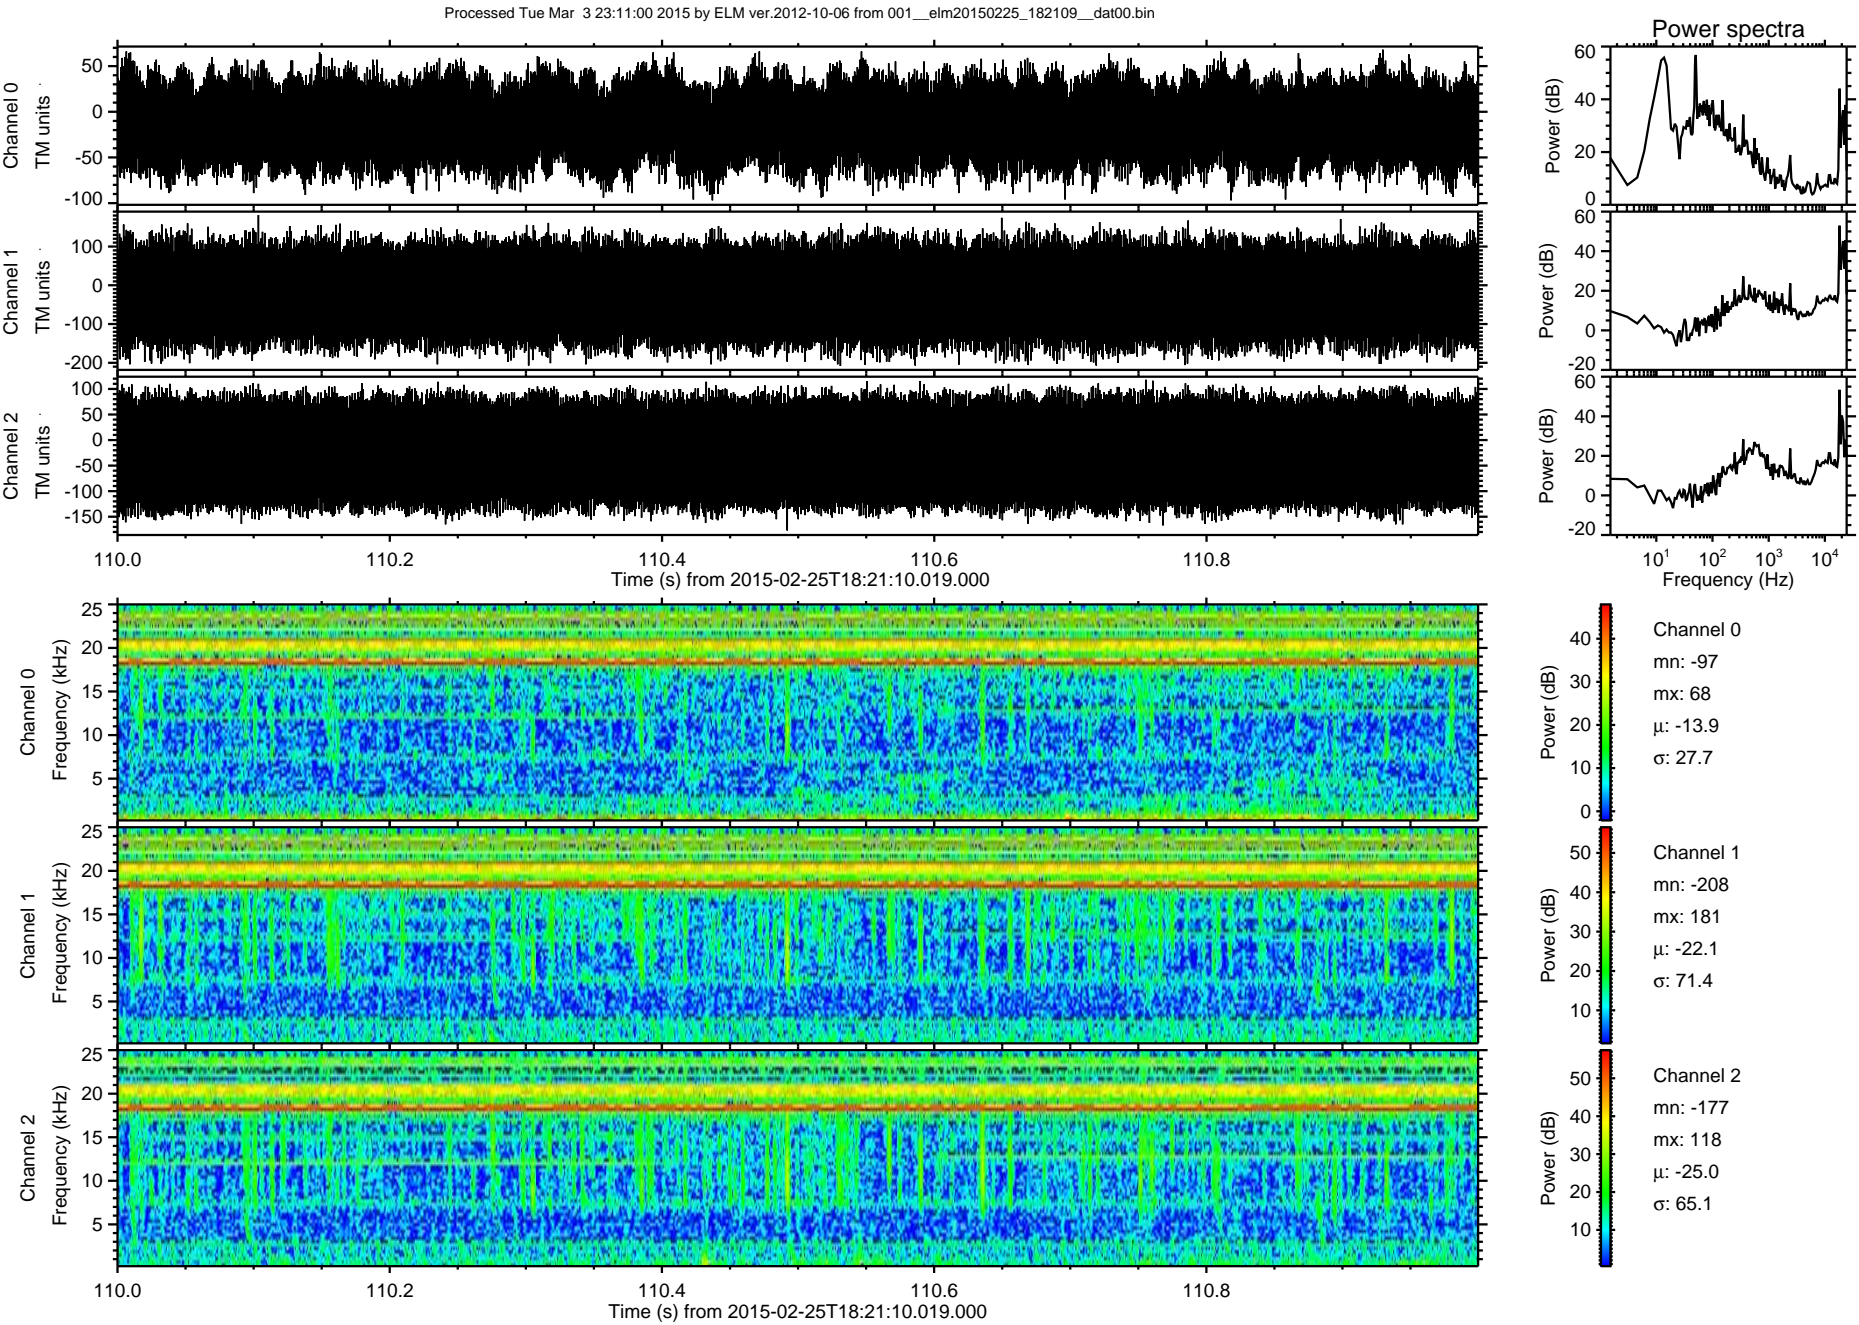 Processed Tue Mar  3 23:11:00 2015 by ELM ver.2012-10-06 from 001__elm20150225_182109__dat00.bin
Power spectra
Channel 0
TM units
50
0
-50
-100
Power (dB)
60
40
20
0
Channel 1
TM units
100
0
-100
-200
Power (dB)
60
40
20
0
-20
Channel 2
TM units
100
50
0
-50
-100
-150
Power (dB)
60
40
20
0
-20
110.0 110.2 110.4 110.6 110.8
Time (s) from 2015-02-25T18:21:10.019.000
10^1 10^2 10^3 10^4
Frequency (Hz)
Channel 0
Frequency (kHz)
25
20
15
10
5
Power (dB)
40
30
20
10
0
Channel 0
mn: -97
mx: 68
μ: -13.9
σ: 27.7
Channel 1
Frequency (kHz)
25
20
15
10
5
Power (dB)
50
40
30
20
10
Channel 1
mn: -208
mx: 181
μ: -22.1
σ: 71.4
Channel 2
Frequency (kHz)
25
20
15
10
5
Power (dB)
50
40
30
20
10
Channel 2
mn: -177
mx: 118
μ: -25.0
σ: 65.1
110.0 110.2 110.4 110.6 110.8
Time (s) from 2015-02-25T18:21:10.019.000